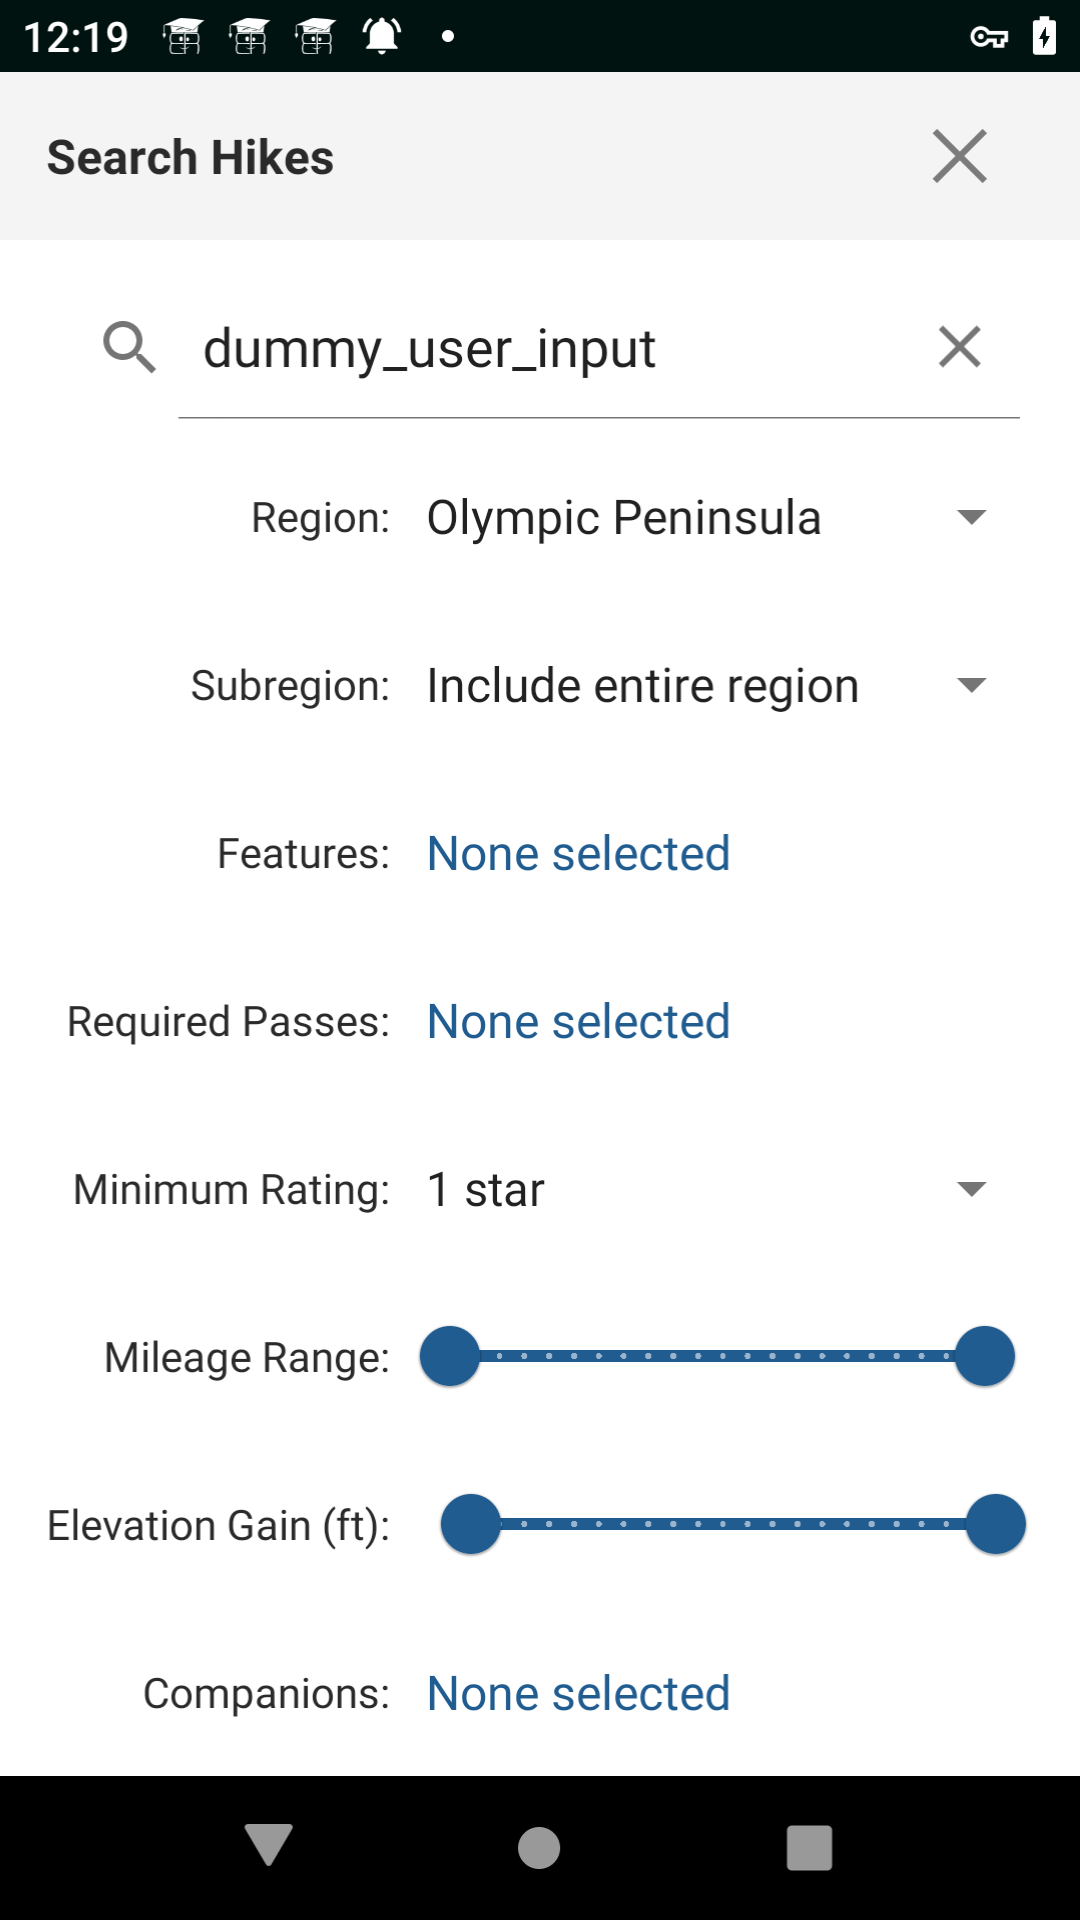 12:19
Search Hikes
dummy_user_input
Region: Olympic Peninsula
Subregion: Include entire region
Features: None selected
Required Passes: None selected
Minimum Rating: 1 star
Mileage Range:
Elevation Gain (ft):
Companions: None selected